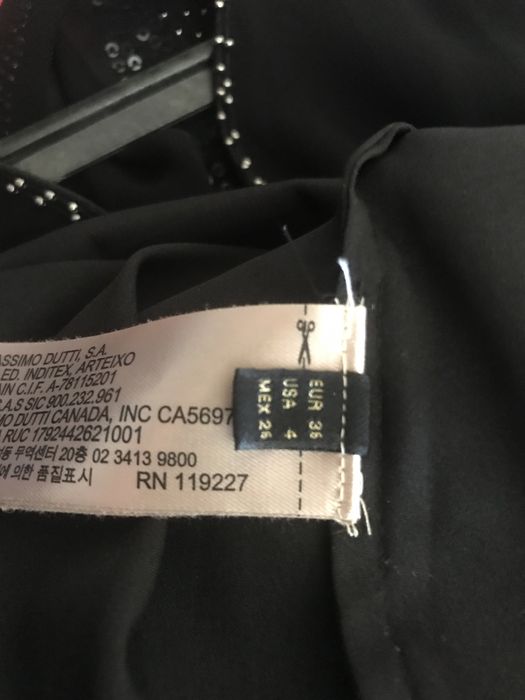 ASSIMO DUTTI, S.A.
ED. INDITEX, ARTEIXO
IN C.I.F. A-78115201
.A.S SIC 900.232.961
MO DUTTI CANADA, INC CA5697
RUC 1792442621001
동 무역센터 20층 02 3413 9800
에 의한 품질표시
RN 119227
EUR 36
USA 4
MEX 26